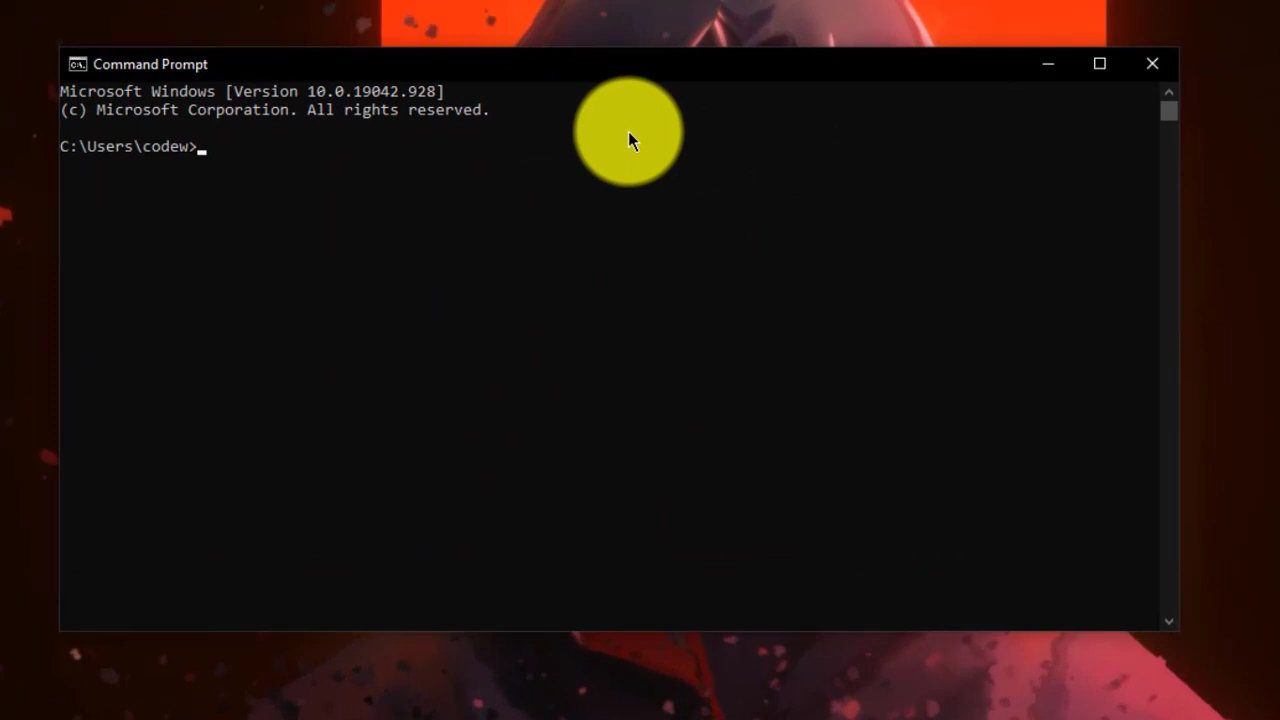 Command Prompt
Microsoft Windows [Version 10.0.19042.928]
(c) Microsoft Corporation. All rights reserved.
C:\Users\codew>